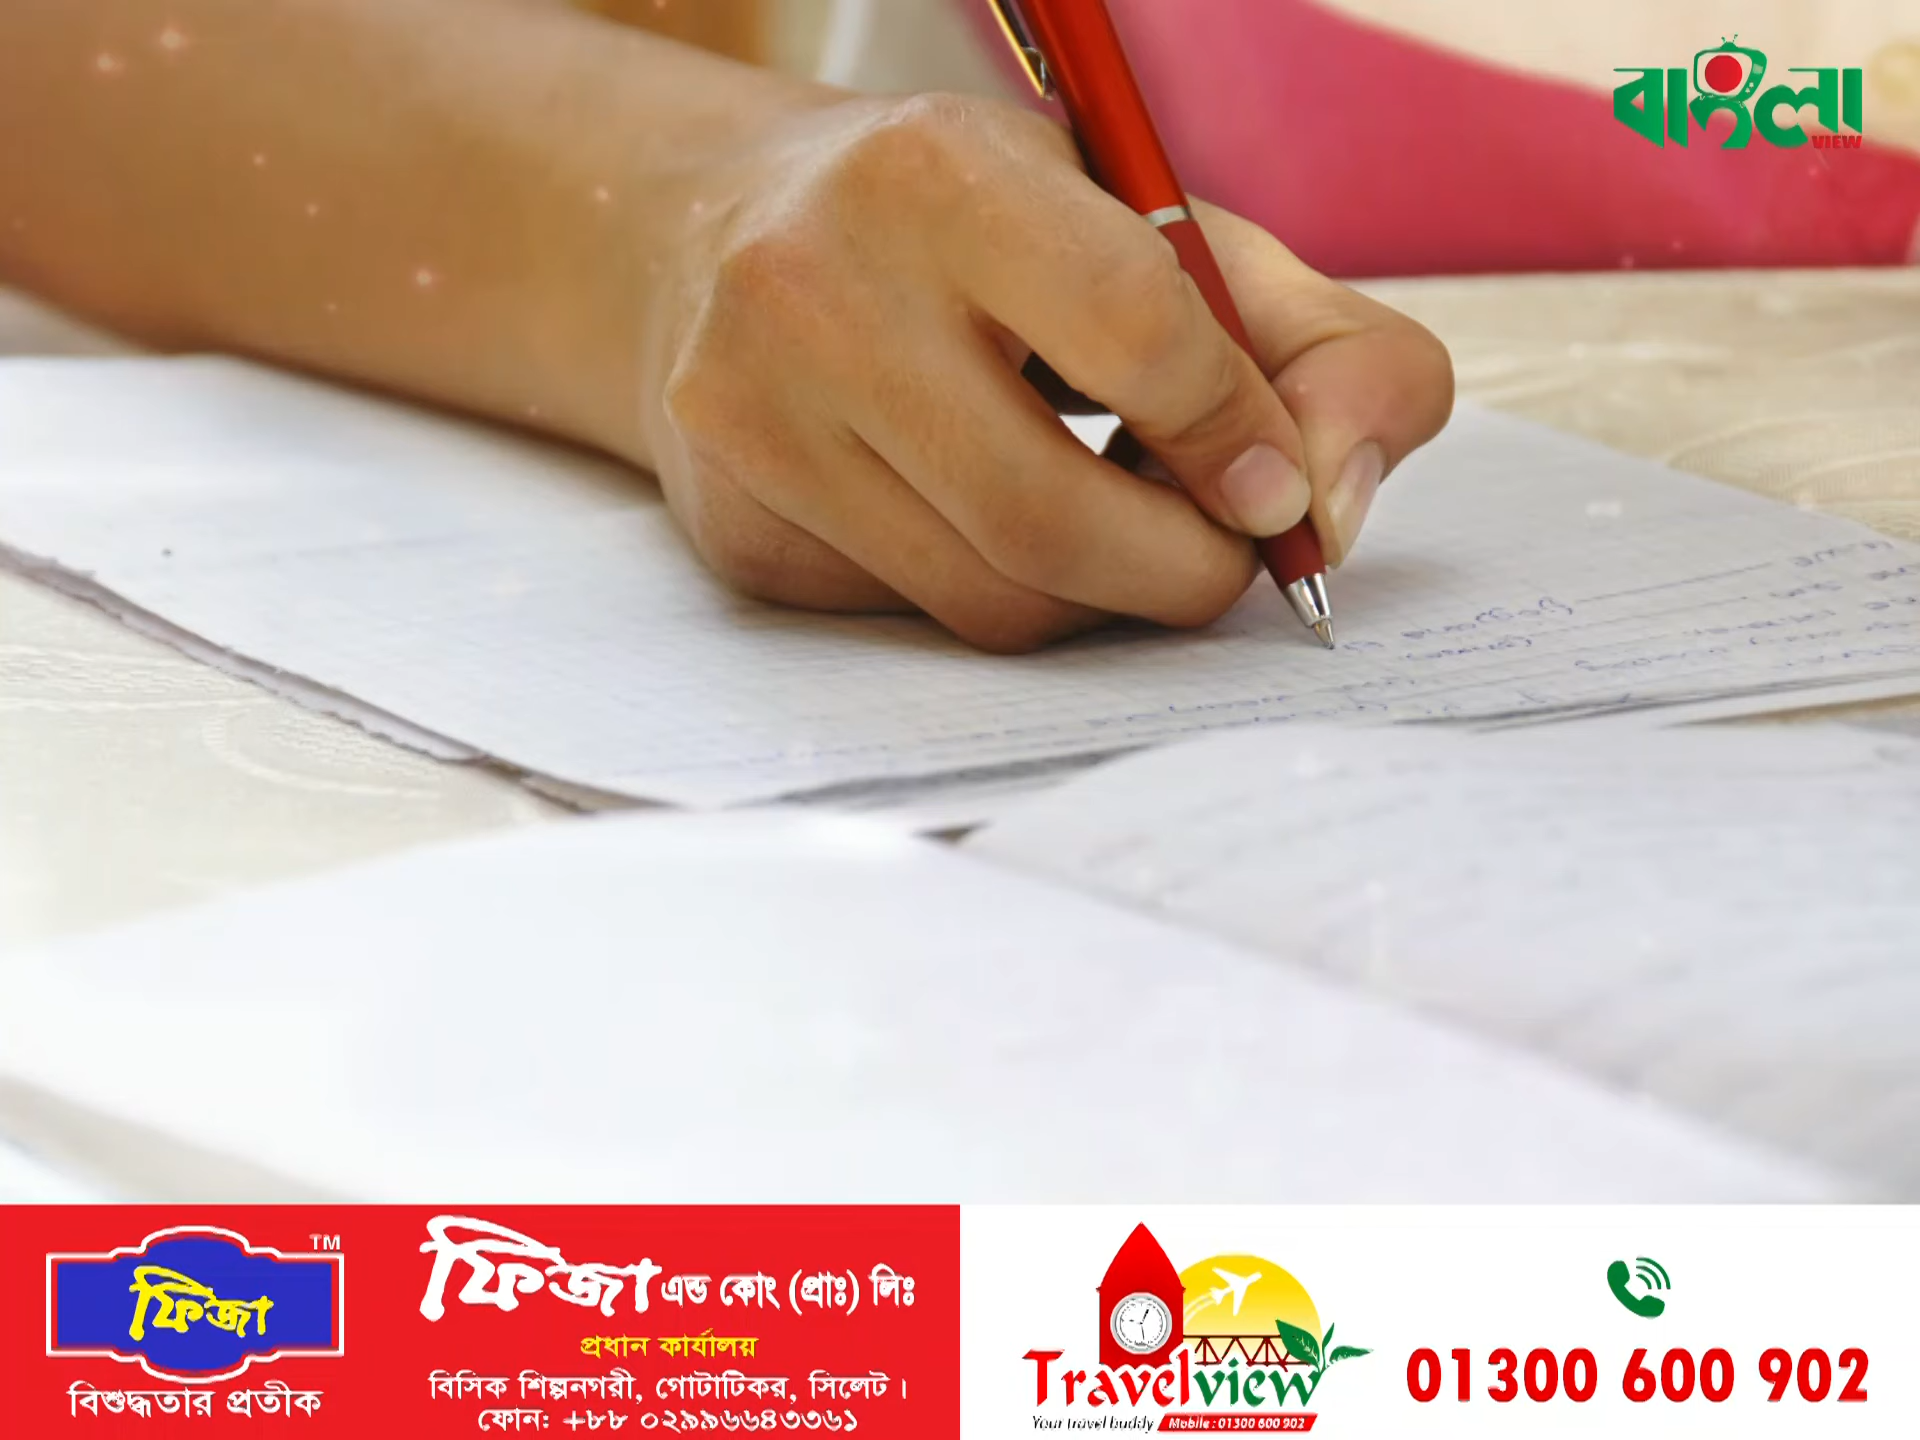 বাংলা
VIEW
ফিজা
TM
বিশুদ্ধতার প্রতীক
ফিজা এন্ড কোং (প্রাঃ) লিঃ
প্রধান কার্যালয়
বিসিক শিল্পনগরী, গোটাটিকর, সিলেট।
ফোন: +৮৮ ০২৯৯৬৬৪৩৩৬১
Travelview
Your travel buddy Mobile : 01300 600 902
01300 600 902